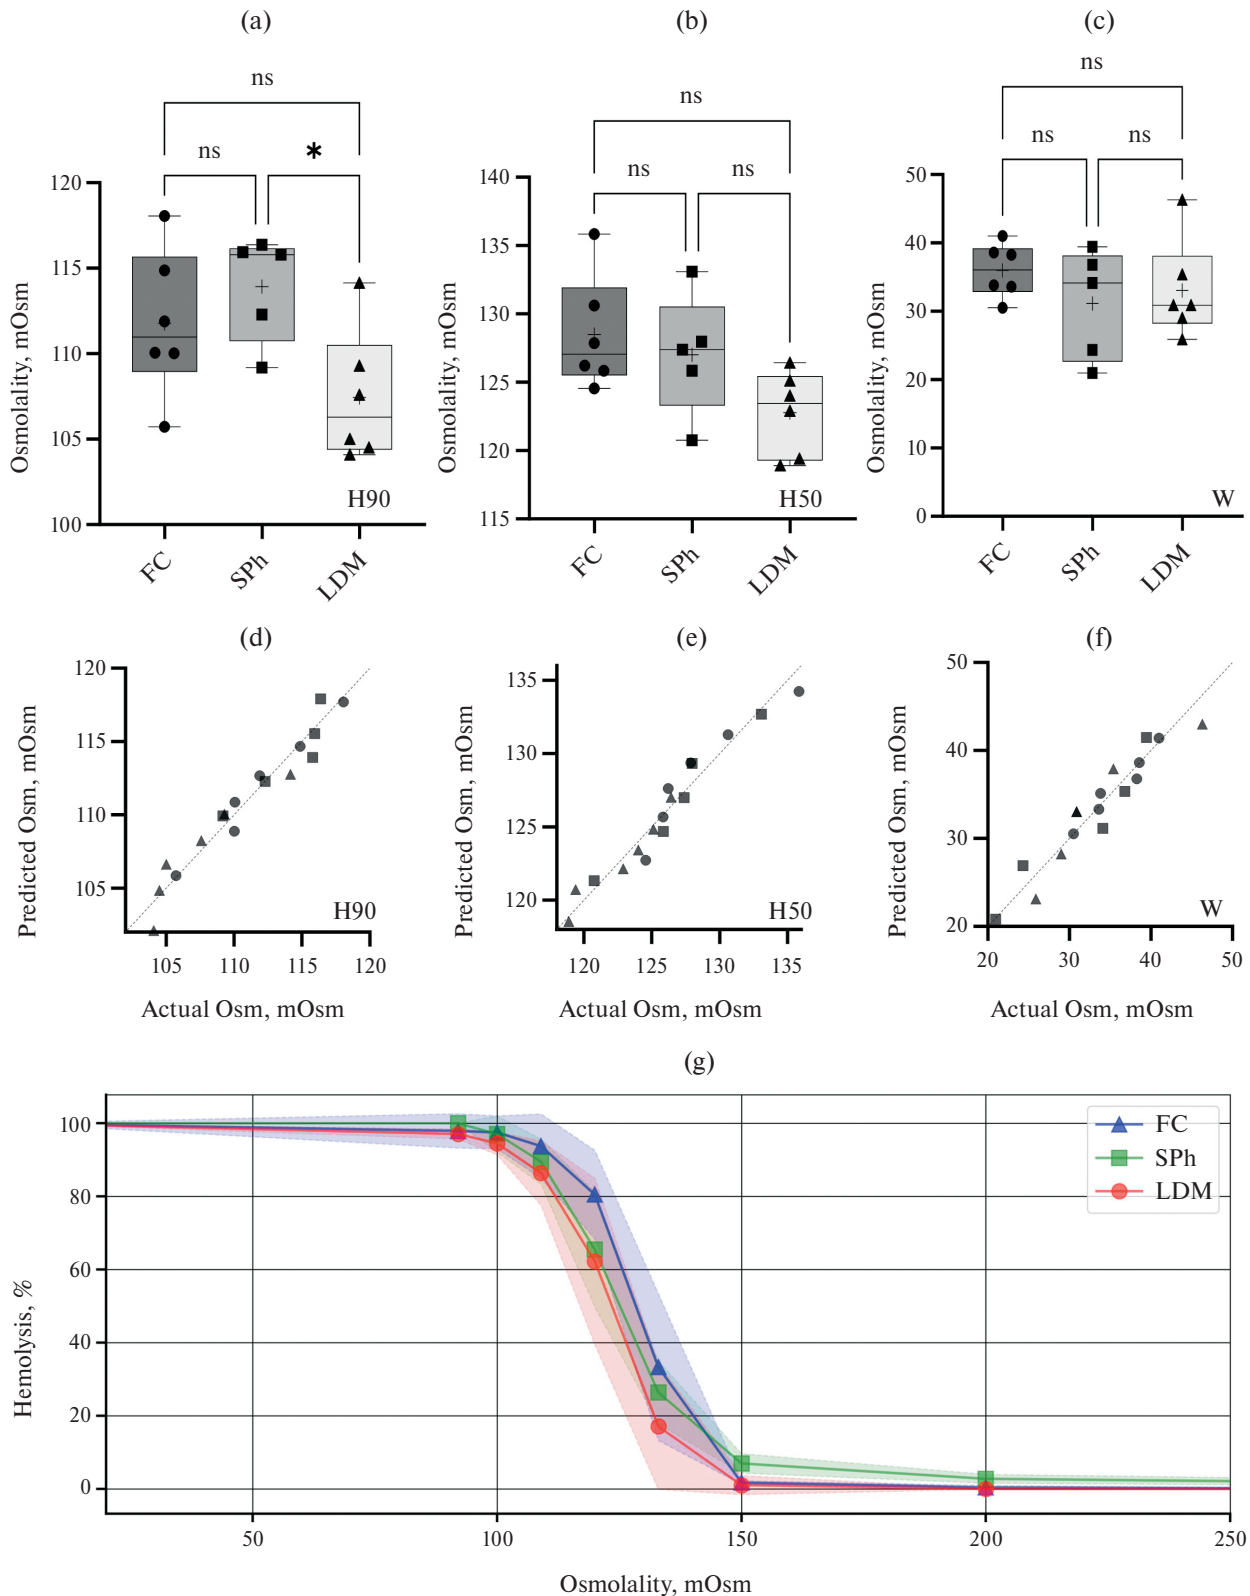 (a)
(b)
(c)
ns
ns
*
120
115
110
105
100
Osmolality, mOsm
H90
FC
SPh
LDM
ns
ns
ns
140
135
130
125
120
115
Osmolality, mOsm
H50
FC
SPh
LDM
ns
ns
ns
50
40
30
20
10
0
Osmolality, mOsm
W
FC
SPh
LDM
(d)
(e)
(f)
120
115
110
105
Predicted Osm, mOsm
H90
105
110
115
120
Actual Osm, mOsm
135
130
125
120
Predicted Osm, mOsm
H50
120
125
130
135
Actual Osm, mOsm
50
40
30
20
Predicted Osm, mOsm
W
20
30
40
50
Actual Osm, mOsm
(g)
100
80
60
40
20
0
Hemolysis, %
FC
SPh
LDM
50
100
150
200
250
Osmolality, mOsm